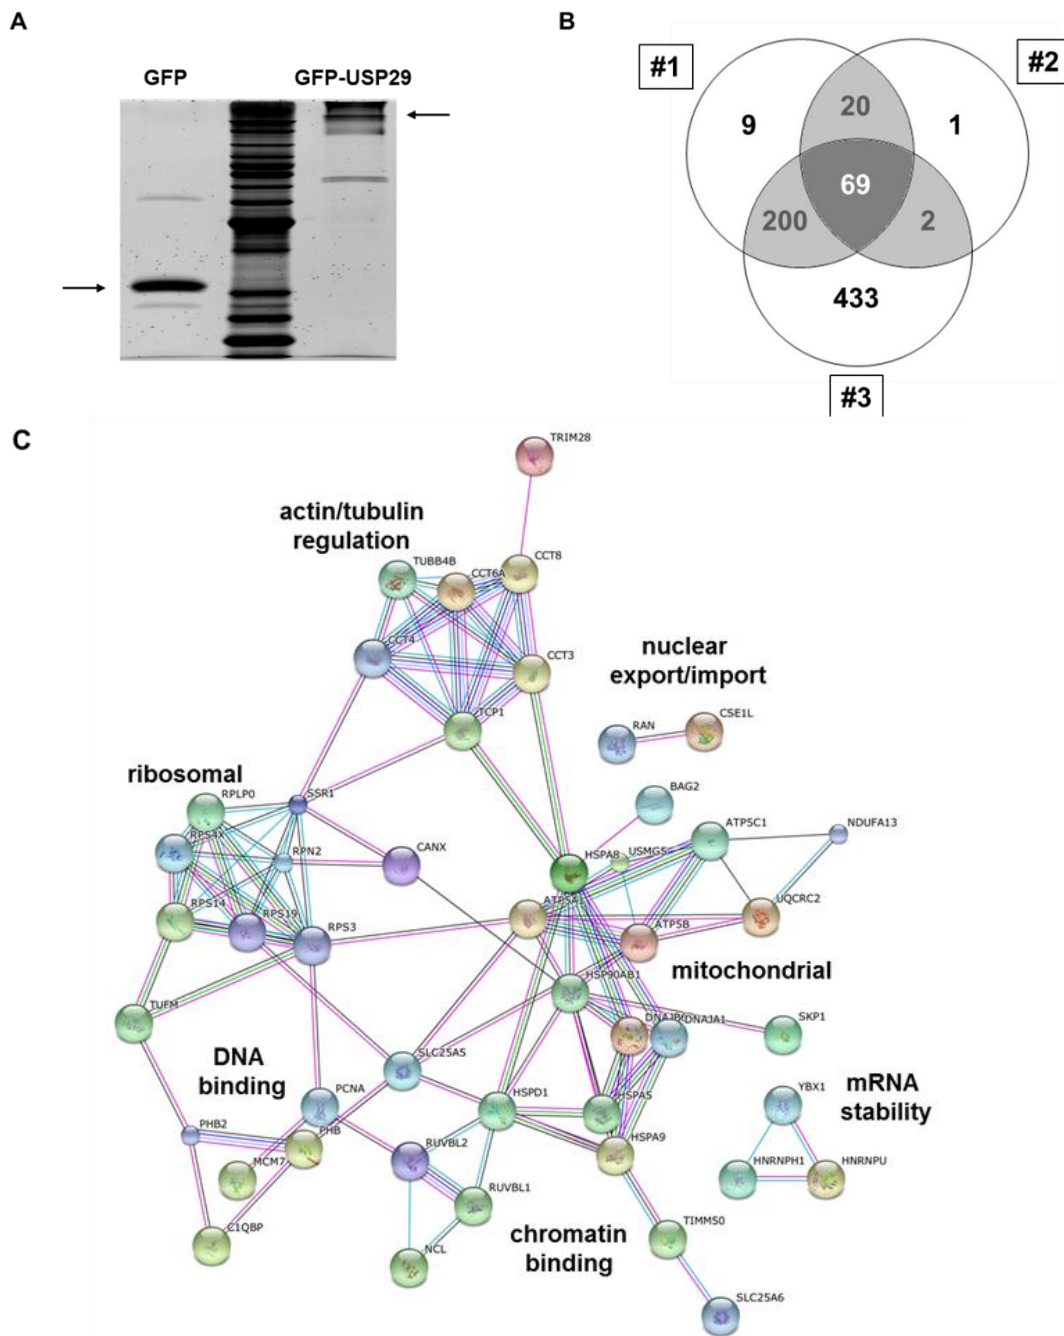 A
GFP
GFP-USP29
B
#1
#2
20
9
1
69
200
2
433
#3
C
TRIM28
actin/tubulin
regulation
TUBB4B
CCT6A
CCT8
CCT4
CCT3
nuclear
export/import
TCP1
RAN
CSE1L
ribosomal
RPLP0
SSR1
BAG2
RPS4X
RPN2
CANX
HSPA8
USMG5
ATP5C1
NDUFA13
RPS14
RPS19
RPS3
ATP5A1
ATP5B
UQCRC2
mitochondrial
HSP90AB1
TUFM
DNAJB6
DNAJA1
SKP1
DNA
binding
SLC25A5
PCNA
HSPD1
HSPA5
YBX1
mRNA
stability
PHB2
PHB
RUVBL2
HSPA9
MCM7
HNRNPH1
HNRNPU
RUVBL1
C1QBP
NCL
chromatin
binding
TIMM50
SLC25A6